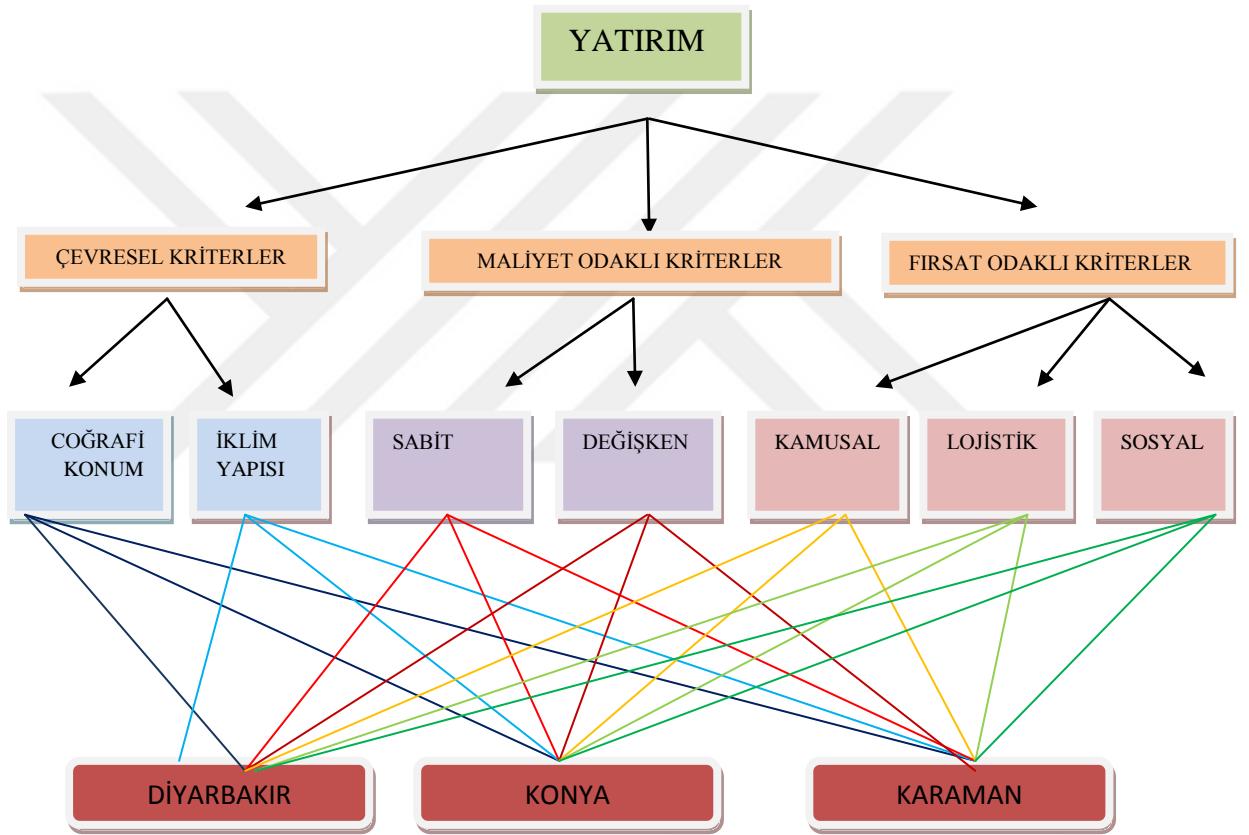 YATIRIM
ÇEVRESEL KRİTERLER
MALİYET ODAKLI KRİTERLER
FIRSAT ODAKLI KRİTERLER
COĞRAFİ
KONUM
İKLİM
YAPISI
SABİT
DEĞİŞKEN
KAMUSAL
LOJİSTİK
SOSYAL
DİYARBAKIR
KONYA
KARAMAN